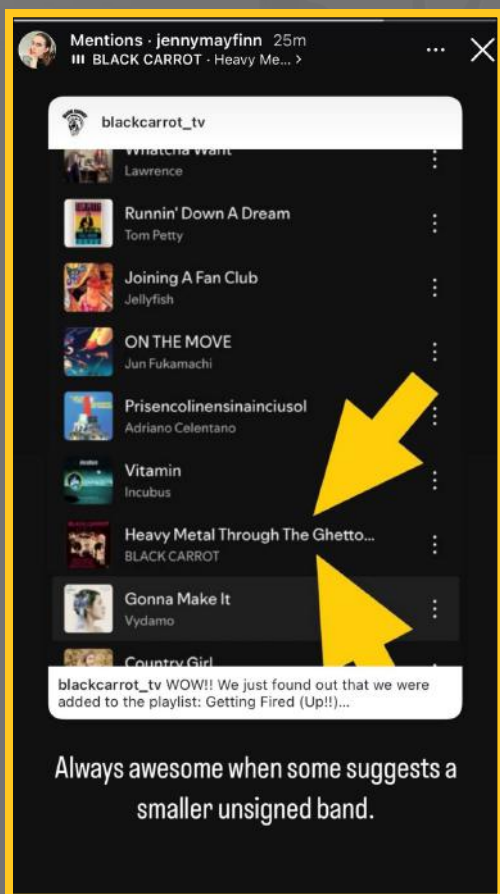 Mentions · jennymayfinn 25m
BLACK CARROT · Heavy Me... >
blackcarrot_tv
Whatcha Want
Lawrence
Runnin' Down A Dream
Tom Petty
Joining A Fan Club
Jellyfish
ON THE MOVE
Jun Fukamachi
Prisencolinensinainciusol
Adriano Celentano
Vitamin
Incubus
Heavy Metal Through The Ghetto...
BLACK CARROT
Gonna Make It
Vydamo
Country Girl
blackcarrot_tv WOW!! We just found out that we were
added to the playlist: Getting Fired (Up!!)...
Always awesome when some suggests a
smaller unsigned band.